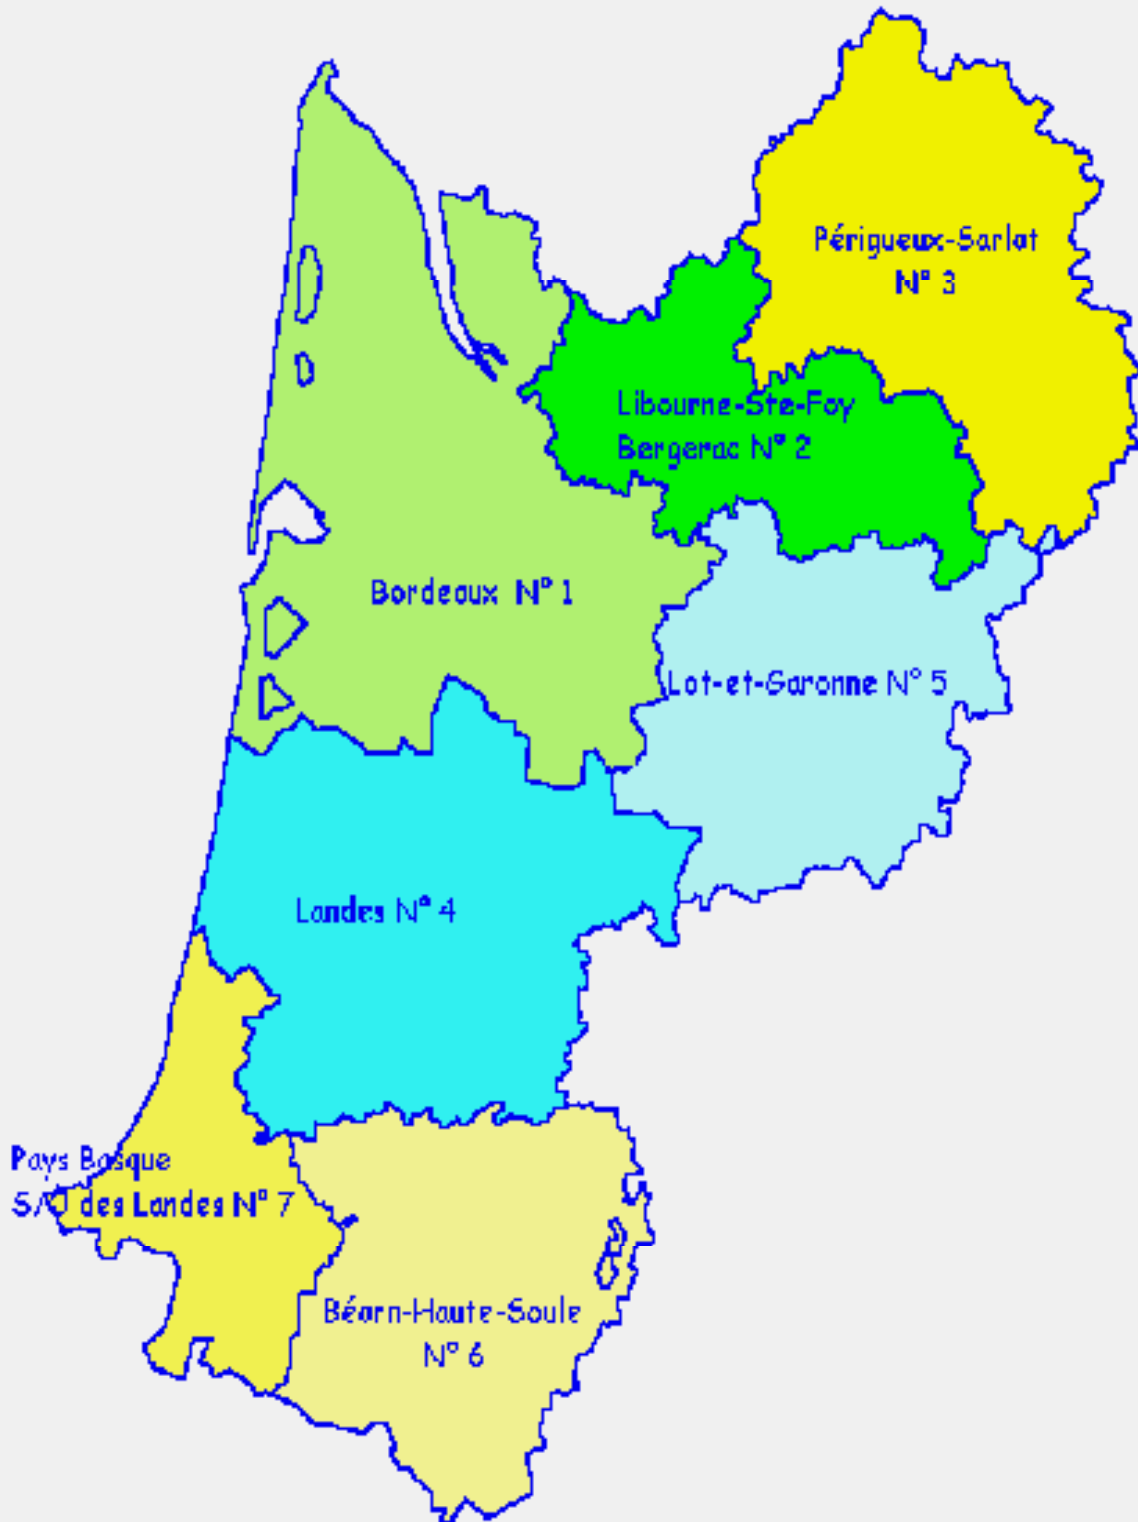 Périgueux-Sarlat
N° 3
Libourne-Ste-Foy
Bergerac N° 2
Bordeaux N° 1
Lot-et-Garonne N° 5
Landes N° 4
Pays Basque
S/O des Landes N° 7
Béarn-Haute-Soule
N° 6